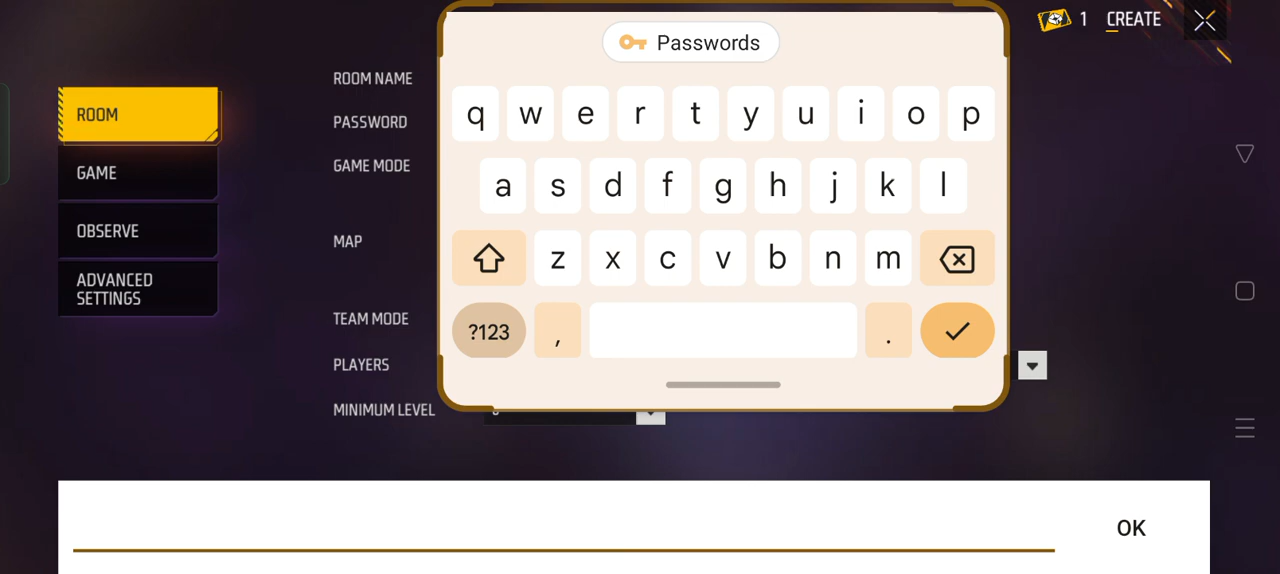 1 CREATE
Passwords
ROOM NAME
q w e r t y u i o p
ROOM
PASSWORD
GAME MODE
GAME
a s d f g h j k l
OBSERVE
MAP
z x c v b n m
ADVANCED
SETTINGS
TEAM MODE
?123 , .
PLAYERS
MINIMUM LEVEL
OK